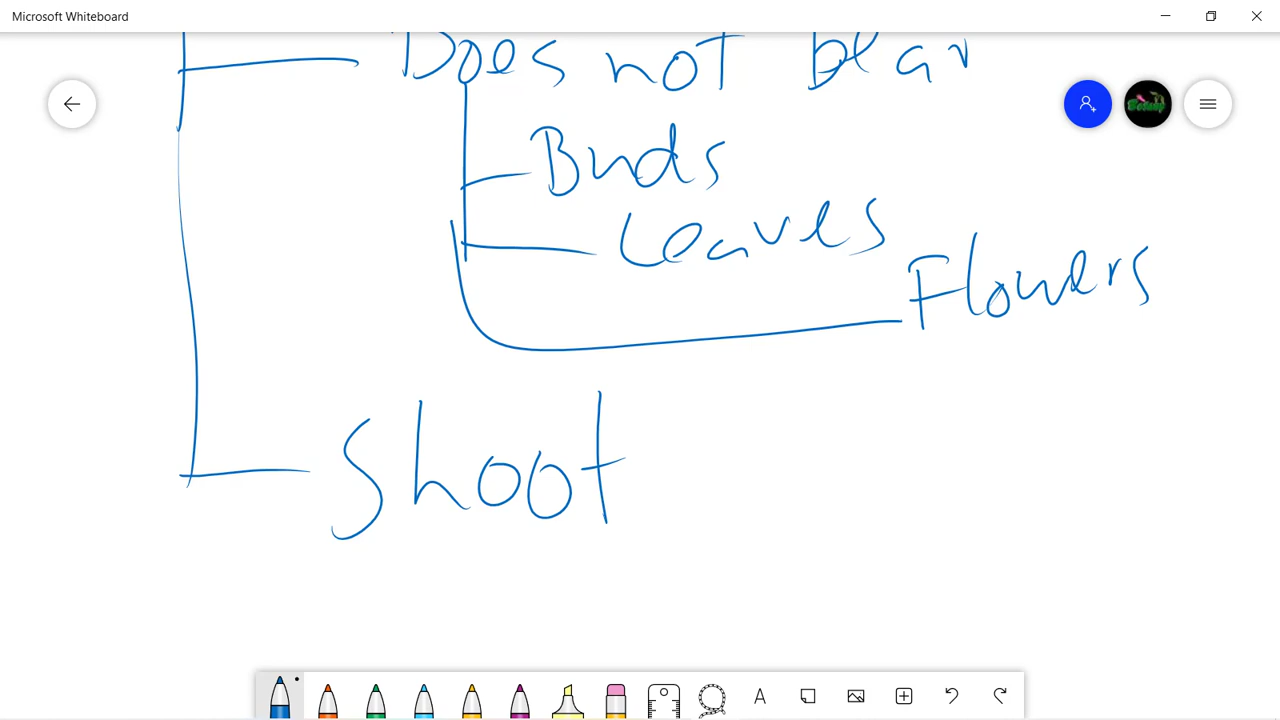 Microsoft Whiteboard
Does not bear
Buds
Leaves
Flowers
Shoot
A